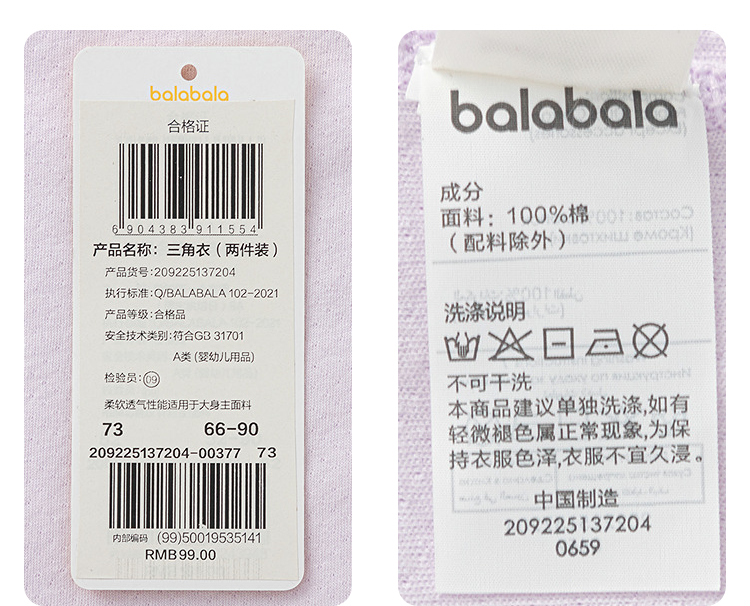 balabala
合格证
6904383911554
产品名称：三角衣（两件装）
产品货号:209225137204
执行标准:Q/BALABALA 102-2021
产品等级:合格品
安全技术类别:符合GB 31701
A类 (婴幼儿用品)
检验员:09
柔软透气性能适用于大身主面料
73 66-90
209225137204-00377 73
内部编码 (99)50019535141
RMB99.00
balabala
成分
面料：100%棉
（配料除外）
洗涤说明
不可干洗
本商品建议单独洗涤,如有
轻微褪色属正常现象,为保
持衣服色泽,衣服不宜久浸。
中国制造
209225137204
0659